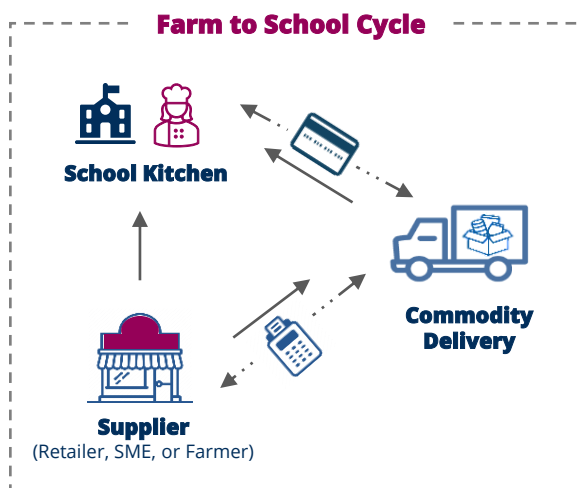 Farm to School Cycle
School Kitchen
Commodity
Delivery
Supplier
(Retailer, SME, or Farmer)